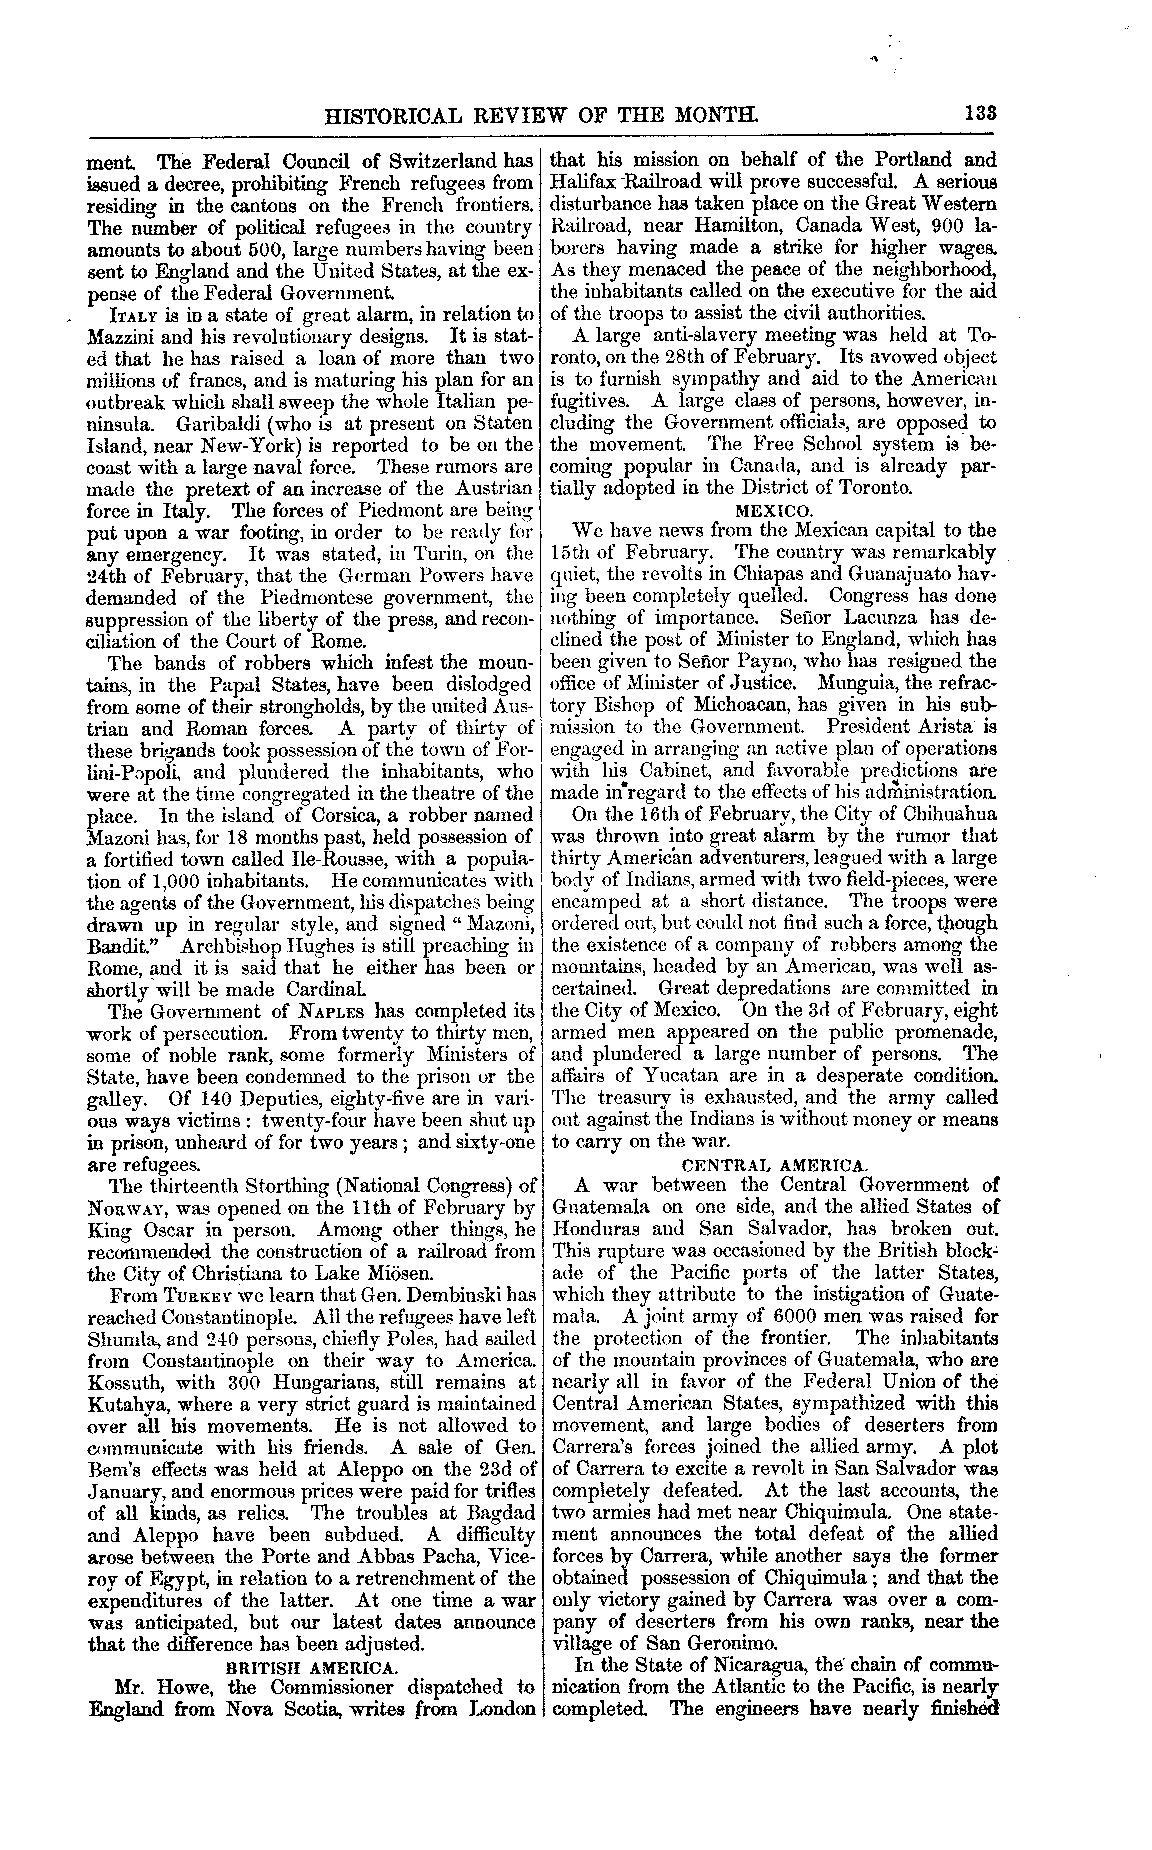 HISTORICAL REVIEW OF THE MONTH. 133
ment. The Federal Council of Switzerland has
issued a decree, prohibiting French refugees from
residing in the cantons on the French frontiers.
The number of political refugees in the country
amounts to about 500, large numbers having been
sent to England and the United States, at the ex-
pense of the Federal Government.
ITALY is in a state of great alarm, in relation to
Mazzini and his revolutionary designs. It is stat-
ed that he has raised a loan of more than two
millions of francs, and is maturing his plan for an
outbreak which shall sweep the whole Italian pe-
ninsula. Garibaldi (who is at present on Staten
Island, near New-York) is reported to be on the
coast with a large naval force. These rumors are
made the pretext of an increase of the Austrian
force in Italy. The forces of Piedmont are being
put upon a war footing, in order to be ready for
any emergency. It was stated, in Turin, on the
24th of February, that the German Powers have
demanded of the Piedmontese government, the
suppression of the liberty of the press, and recon-
ciliation of the Court of Rome.
The bands of robbers which infest the moun-
tains, in the Papal States, have been dislodged
from some of their strongholds, by the united Aus-
trian and Roman forces. A party of thirty of
these brigands took possession of the town of For-
lini-Popoli, and plundered the inhabitants, who
were at the time congregated in the theatre of the
place. In the island of Corsica, a robber named
Mazoni has, for 18 months past, held possession of
a fortified town called Ile-Rousse, with a popula-
tion of 1,000 inhabitants. He communicates with
the agents of the Government, his dispatches being
drawn up in regular style, and signed "Mazoni,
Bandit." Archbishop Hughes is still preaching in
Rome, and it is said that he either has been or
shortly will be made Cardinal.
The Government of NAPLES has completed its
work of persecution. From twenty to thirty men,
some of noble rank, some formerly Ministers of
State, have been condemned to the prison or the
galley. Of 140 Deputies, eighty-five are in vari-
ous ways victims: twenty-four have been shut up
in prison, unheard of for two years; and sixty-one
are refugees.
The thirteenth Storthing (National Congress) of
NORWAY, was opened on the 11th of February by
King Oscar in person. Among other things, he
recommended the construction of a railroad from
the City of Christiana to Lake Miösen.
From TURKEY we learn that Gen. Dembinski has
reached Constantinople. All the refugees have left
Shumla, and 240 persons, chiefly Poles, had sailed
from Constantinople on their way to America.
Kossuth, with 300 Hungarians, still remains at
Kutahya, where a very strict guard is maintained
over all his movements. He is not allowed to
communicate with his friends. A sale of Gen.
Bem's effects was held at Aleppo on the 23d of
January, and enormous prices were paid for trifles
of all kinds, as relics. The troubles at Bagdad
and Aleppo have been subdued. A difficulty
arose between the Porte and Abbas Pacha, Vice-
roy of Egypt, in relation to a retrenchment of the
expenditures of the latter. At one time a war
was anticipated, but our latest dates announce
that the difference has been adjusted.
BRITISH AMERICA.
Mr. Howe, the Commissioner dispatched to
England from Nova Scotia, writes from London
that his mission on behalf of the Portland and
Halifax Railroad will prove successful. A serious
disturbance has taken place on the Great Western
Railroad, near Hamilton, Canada West, 900 la-
borers having made a strike for higher wages.
As they menaced the peace of the neighborhood,
the inhabitants called on the executive for the aid
of the troops to assist the civil authorities.
A large anti-slavery meeting was held at To-
ronto, on the 28th of February. Its avowed object
is to furnish sympathy and aid to the American
fugitives. A large class of persons, however, in-
cluding the Government officials, are opposed to
the movement. The Free School system is be-
coming popular in Canada, and is already par-
tially adopted in the District of Toronto.
MEXICO.
We have news from the Mexican capital to the
15th of February. The country was remarkably
quiet, the revolts in Chiapas and Guanajuato hav-
ing been completely quelled. Congress has done
nothing of importance. Señor Lacunza has de-
clined the post of Minister to England, which has
been given to Señor Payno, who has resigned the
office of Minister of Justice. Munguia, the refrac-
tory Bishop of Michoacan, has given in his sub-
mission to the Government. President Arista is
engaged in arranging an active plan of operations
with his Cabinet, and favorable predictions are
made in regard to the effects of his administration.
On the 16th of February, the City of Chihuahua
was thrown into great alarm by the rumor that
thirty American adventurers, leagued with a large
body of Indians, armed with two field-pieces, were
encamped at a short distance. The troops were
ordered out, but could not find such a force, though
the existence of a company of robbers among the
mountains, headed by an American, was well as-
certained. Great depredations are committed in
the City of Mexico. On the 3d of February, eight
armed men appeared on the public promenade,
and plundered a large number of persons. The
affairs of Yucatan are in a desperate condition.
The treasury is exhausted, and the army called
out against the Indians is without money or means
to carry on the war.
CENTRAL AMERICA.
A war between the Central Government of
Guatemala on one side, and the allied States of
Honduras and San Salvador, has broken out.
This rupture was occasioned by the British block-
ade of the Pacific ports of the latter States,
which they attribute to the instigation of Guate-
mala. A joint army of 6000 men was raised for
the protection of the frontier. The inhabitants
of the mountain provinces of Guatemala, who are
nearly all in favor of the Federal Union of the
Central American States, sympathized with this
movement, and large bodies of deserters from
Carrera's forces joined the allied army. A plot
of Carrera to excite a revolt in San Salvador was
completely defeated. At the last accounts, the
two armies had met near Chiquimula. One state-
ment announces the total defeat of the allied
forces by Carrera, while another says the former
obtained possession of Chiquimula; and that the
only victory gained by Carrera was over a com-
pany of deserters from his own ranks, near the
village of San Geronimo.
In the State of Nicaragua, the chain of commu-
nication from the Atlantic to the Pacific, is nearly
completed. The engineers have nearly finished